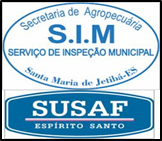 Secretaria de Agropecuária
S.I.M
SERVIÇO DE INSPEÇÃO MUNICIPAL
Santa Maria de Jetibá-ES
SUSAF
ESPÍRITO SANTO